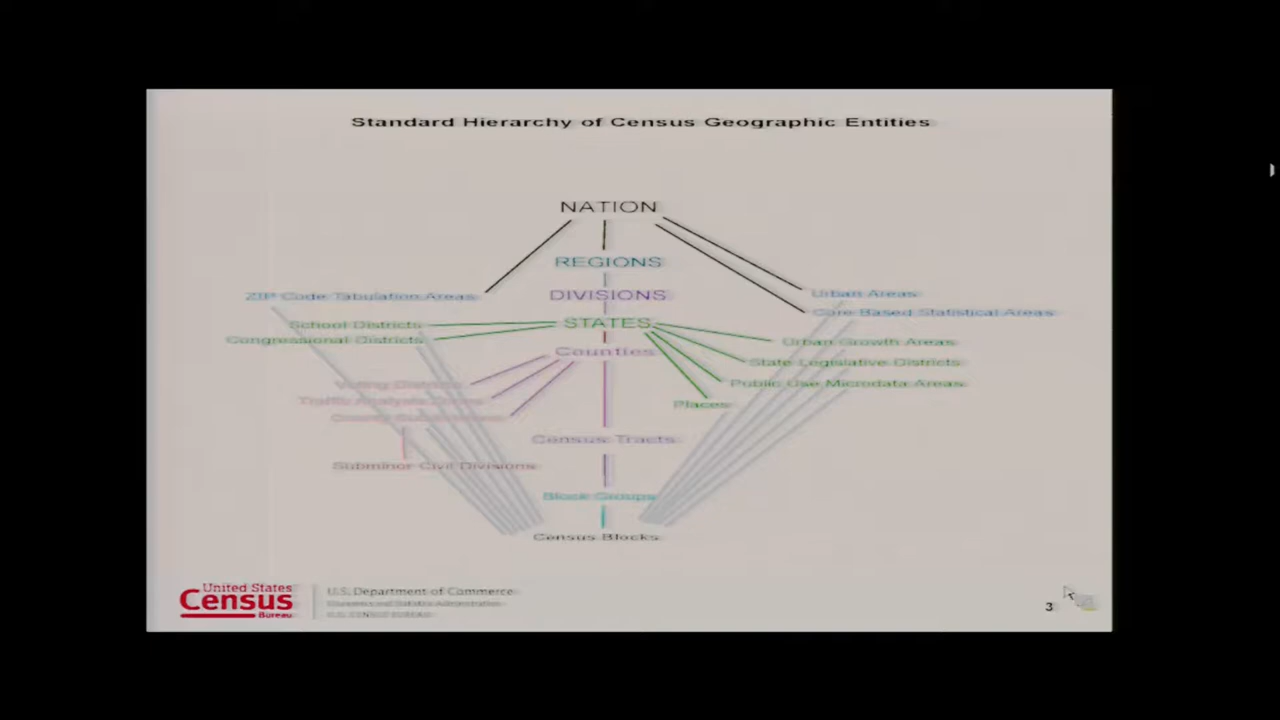 Standard Hierarchy of Census Geographic Entities
NATION
REGIONS
DIVISIONS
ZIP Code Tabulation Areas
Urban Areas
Core Based Statistical Areas
School Districts
STATES
Congressional Districts
Urban Growth Areas
Counties
State Legislative Districts
Voting Districts
Public Use Microdata Areas
Traffic Analysis Zones
Places
Census Tracts
Subminor Civil Divisions
Block Groups
Census Blocks
United States
Census
Bureau
U.S. Department of Commerce
Economics and Statistics Administration
U.S. CENSUS BUREAU
3